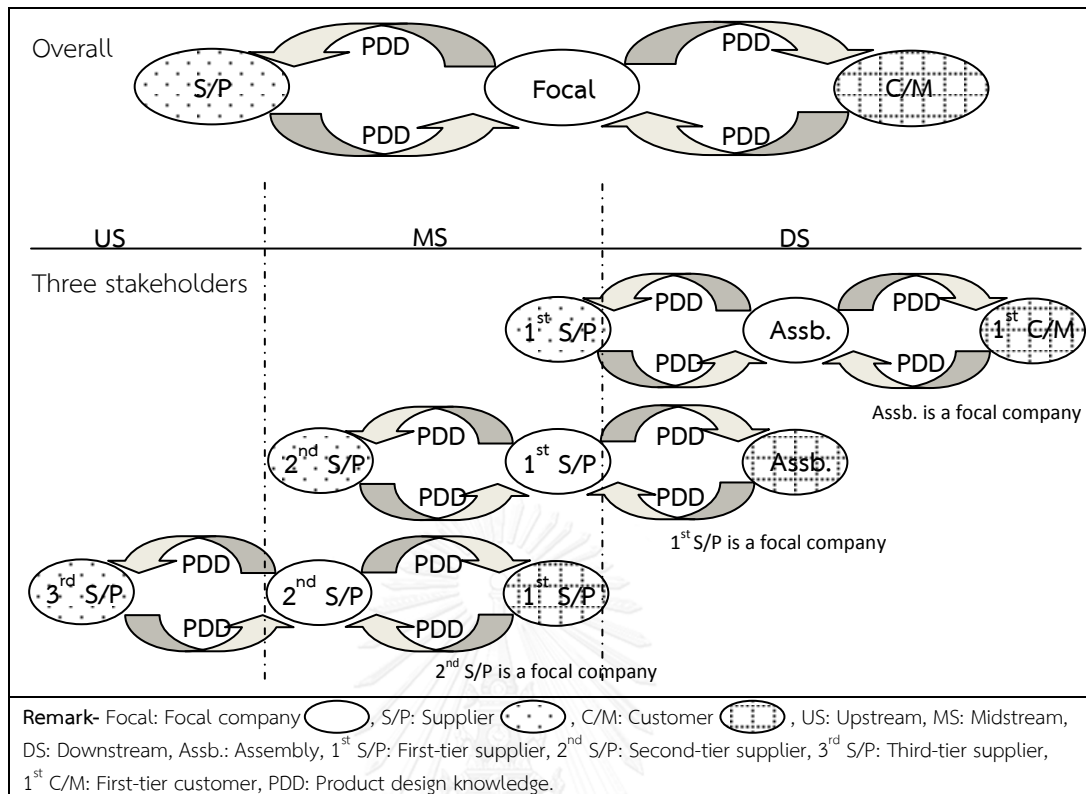 Overall
PDD PDD
S/P Focal C/M
PDD PDD
US MS DS
Three stakeholders
PDD PDD
1st S/P Assb. 1st C/M
PDD PDD
Assb. is a focal company
PDD PDD
2nd S/P 1st S/P Assb.
PDD PDD
1st S/P is a focal company
PDD PDD
3rd S/P 2nd S/P 1st S/P
PDD PDD
2nd S/P is a focal company
Remark- Focal: Focal company , S/P: Supplier , C/M: Customer , US: Upstream, MS: Midstream,
DS: Downstream, Assb.: Assembly, 1st S/P: First-tier supplier, 2nd S/P: Second-tier supplier, 3rd S/P: Third-tier supplier,
1st C/M: First-tier customer, PDD: Product design knowledge.